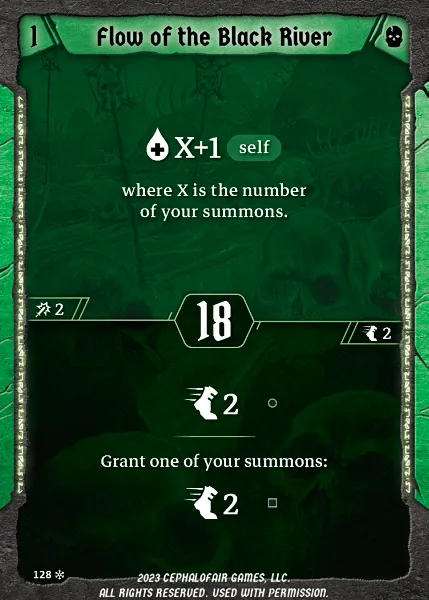 1
Flow of the Black River
X+1 self
where X is the number
of your summons.
2
18
2
2
Grant one of your summons:
2
128
2023 CEPHALOFAIR GAMES, LLC.
ALL RIGHTS RESERVED. USED WITH PERMISSION.